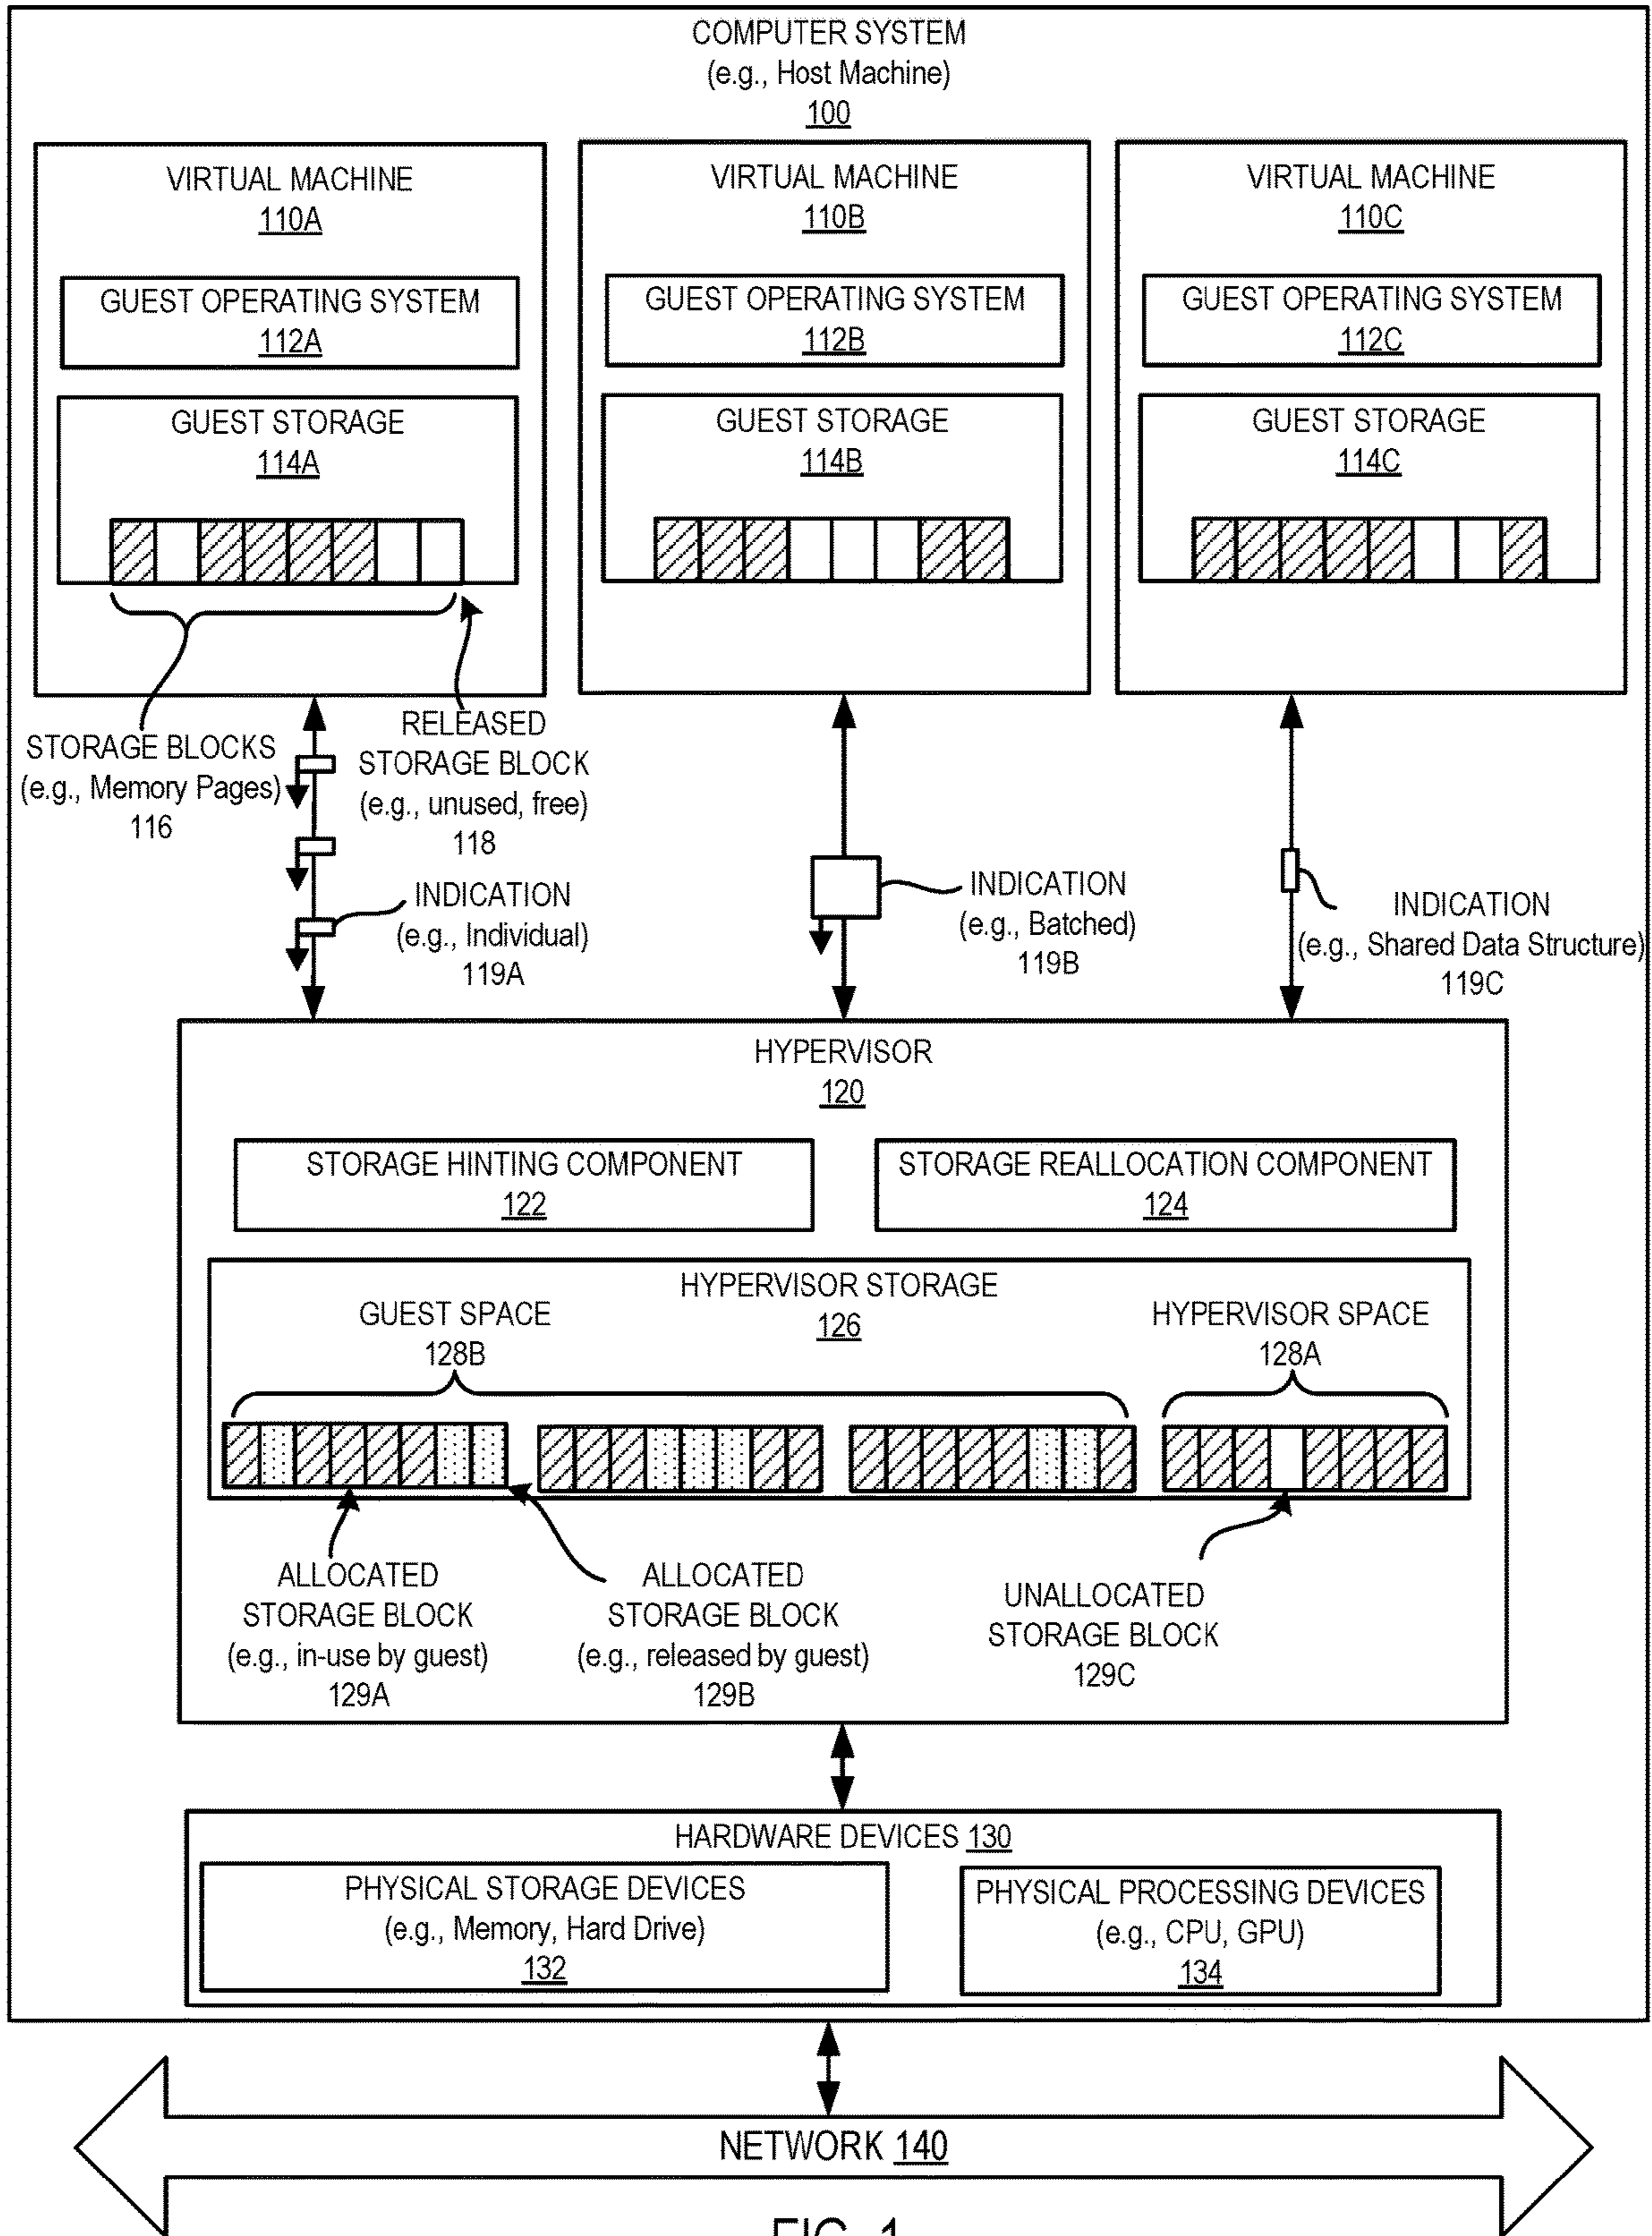 COMPUTER SYSTEM
(e.g., Host Machine)
100
VIRTUAL MACHINE
110A
GUEST OPERATING SYSTEM
112A
GUEST STORAGE
114A
VIRTUAL MACHINE
110B
GUEST OPERATING SYSTEM
112B
GUEST STORAGE
114B
VIRTUAL MACHINE
110C
GUEST OPERATING SYSTEM
112C
GUEST STORAGE
114C
STORAGE BLOCKS
(e.g., Memory Pages)
116
RELEASED
STORAGE BLOCK
(e.g., unused, free)
118
INDICATION
(e.g., Individual)
119A
INDICATION
(e.g., Batched)
119B
INDICATION
(e.g., Shared Data Structure)
119C
HYPERVISOR
120
STORAGE HINTING COMPONENT
122
STORAGE REALLOCATION COMPONENT
124
HYPERVISOR STORAGE
126
GUEST SPACE
128B
HYPERVISOR SPACE
128A
ALLOCATED
STORAGE BLOCK
(e.g., in-use by guest)
129A
ALLOCATED
STORAGE BLOCK
(e.g., released by guest)
129B
UNALLOCATED
STORAGE BLOCK
129C
HARDWARE DEVICES 130
PHYSICAL STORAGE DEVICES
(e.g., Memory, Hard Drive)
132
PHYSICAL PROCESSING DEVICES
(e.g., CPU, GPU)
134
NETWORK 140
FIG. 1